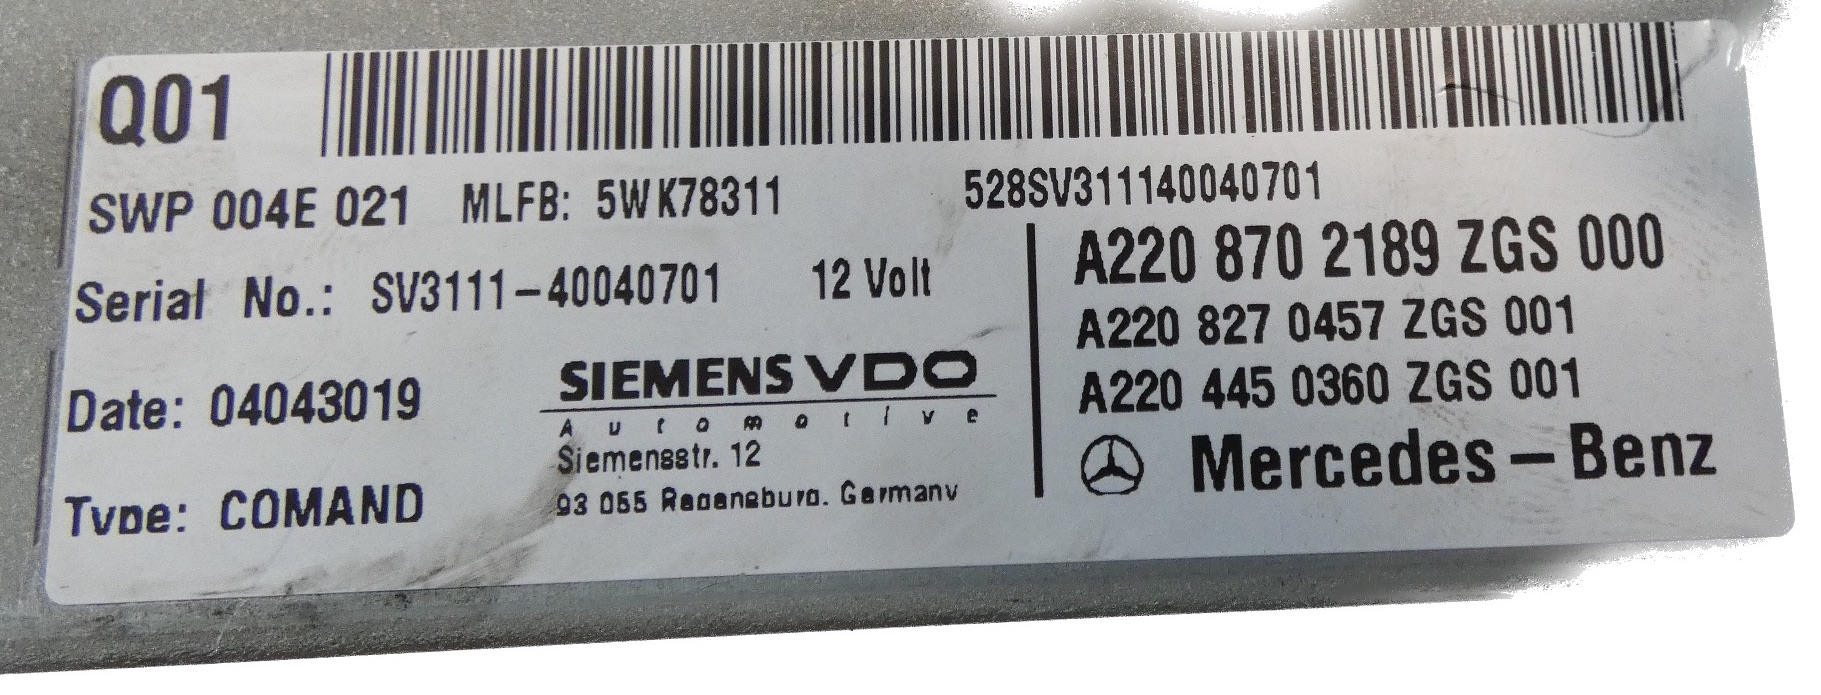 Q01
SWP 004E 021 MLFB: 5WK78311
528SV311140040701
Serial No.: SV3111-40040701 12 Volt
Date: 04043019
Type: COMAND
SIEMENS VDO
Automotive
Siemensstr. 12
93 055 Regensburg. Germany
A220 870 2189 ZGS 000
A220 827 0457 ZGS 001
A220 445 0360 ZGS 001
Mercedes-Benz